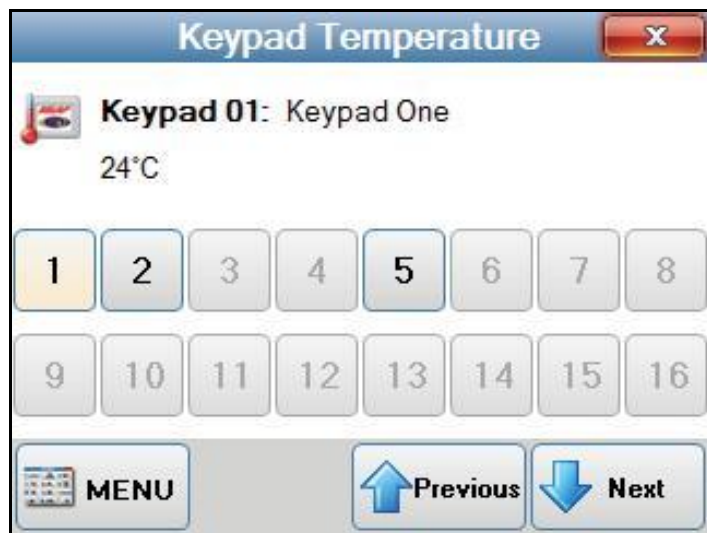 Keypad Temperature x
Keypad 01: Keypad One
24°C
1 2 3 4 5 6 7 8
9 10 11 12 13 14 15 16
MENU Previous Next